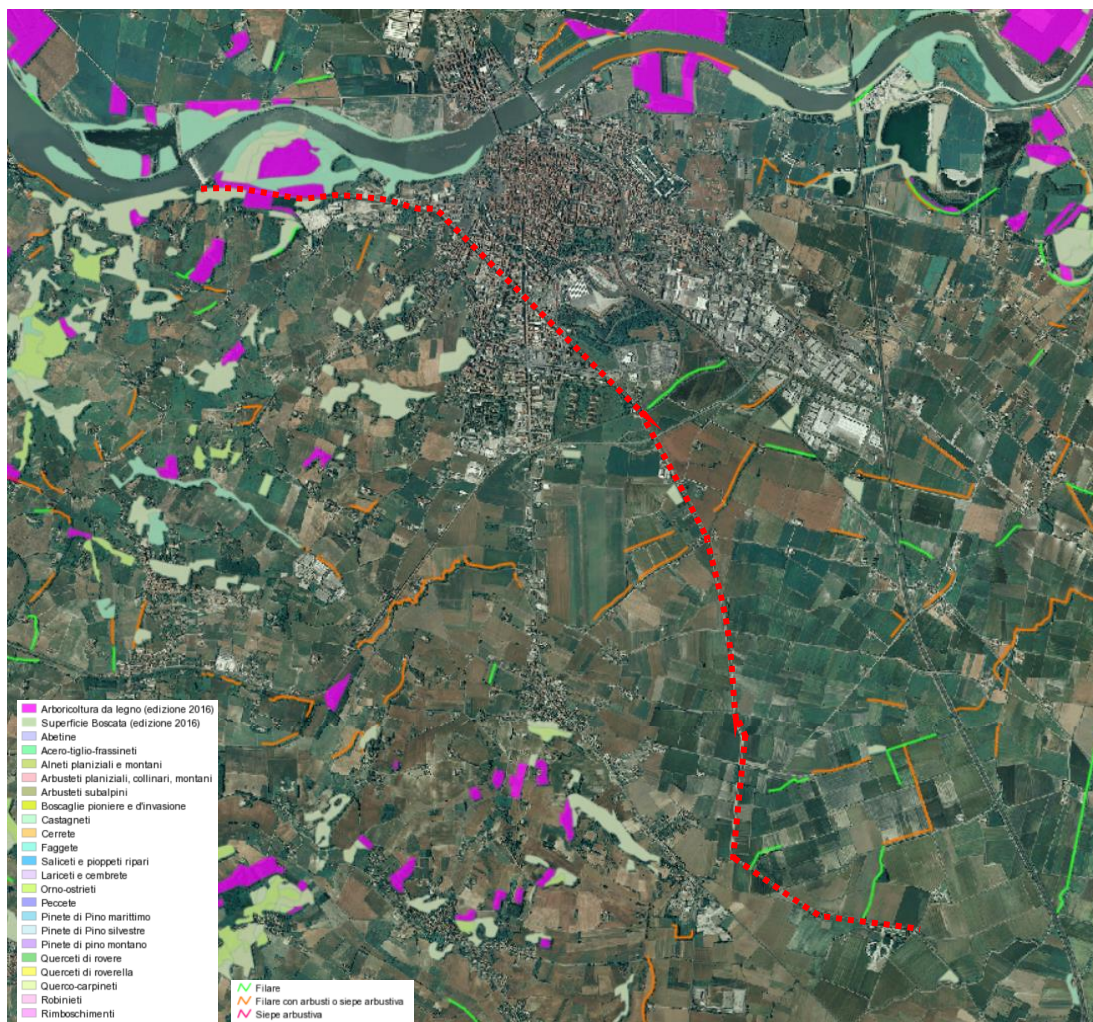 Arboricoltura da legno (edizione 2016)
Superficie Boscata (edizione 2016)
Abetine
Acero-tiglio-frassineti
Alneti planiziali e montani
Arbusteti planiziali, collinari, montani
Arbusteti subalpini
Boscaglie pioniere e d'invasione
Castagneti
Cerrete
Faggete
Saliceti e pioppeti ripari
Lariceti e cembrete
Orno-ostrieti
Peccete
Pinete di Pino marittimo
Pinete di Pino silvestre
Pinete di pino montano
Querceti di rovere
Querceti di roverella
Querco-carpineti
Robinieti
Rimboschimenti
Filare
Filare con arbusti o siepe arbustiva
Siepe arbustiva